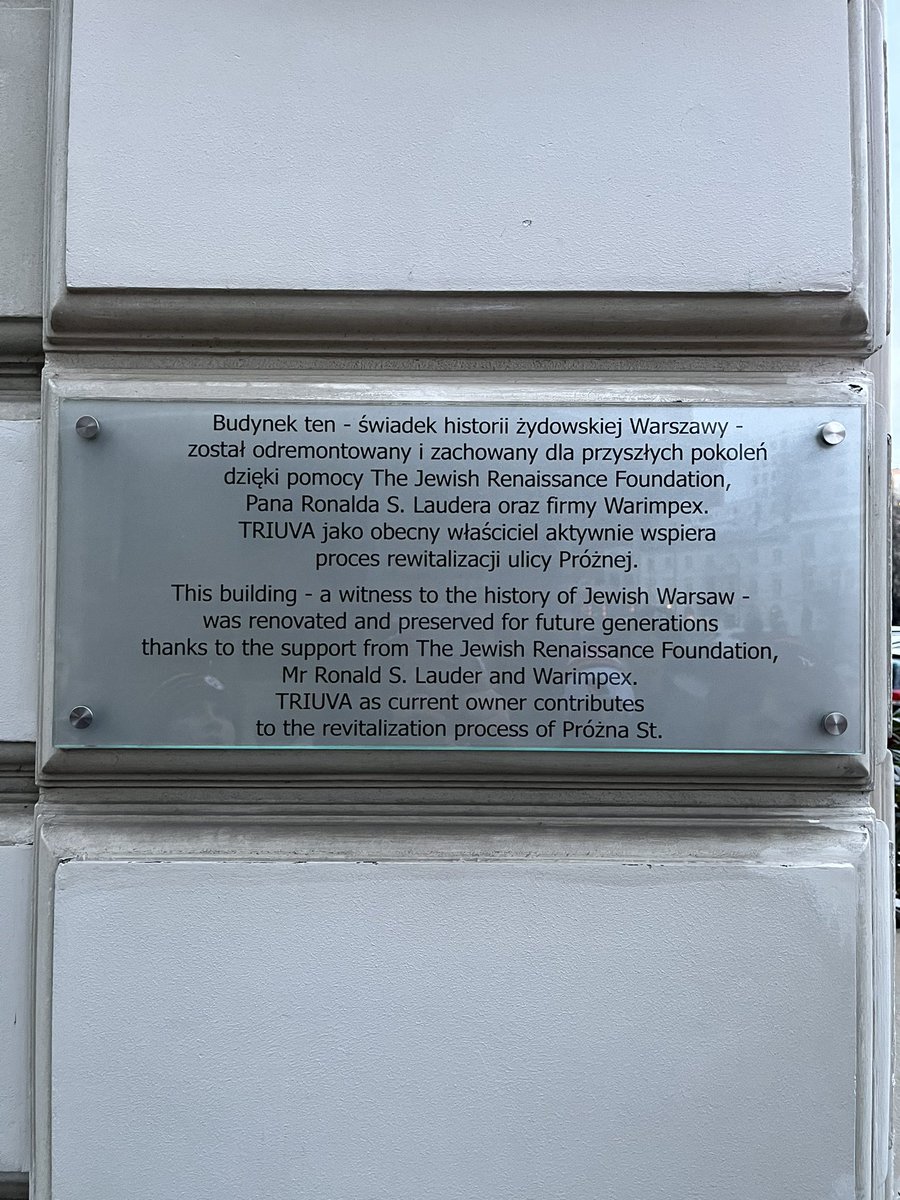 Budynek ten - świadek historii żydowskiej Warszawy -
został odremontowany i zachowany dla przyszłych pokoleń
dzięki pomocy The Jewish Renaissance Foundation,
Pana Ronalda S. Laudera oraz firmy Warimpex.
TRIUVA jako obecny właściciel aktywnie wspiera
proces rewitalizacji ulicy Próżnej.
This building - a witness to the history of Jewish Warsaw -
was renovated and preserved for future generations
thanks to the support from The Jewish Renaissance Foundation,
Mr Ronald S. Lauder and Warimpex.
TRIUVA as current owner contributes
to the revitalization process of Próżna St.